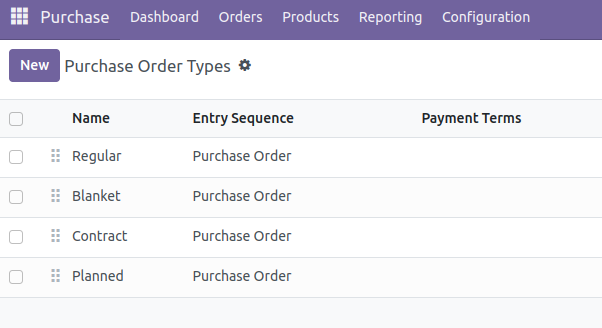 Purchase Dashboard Orders Products Reporting Configuration
New Purchase Order Types
Name Entry Sequence Payment Terms
Regular Purchase Order
Blanket Purchase Order
Contract Purchase Order
Planned Purchase Order